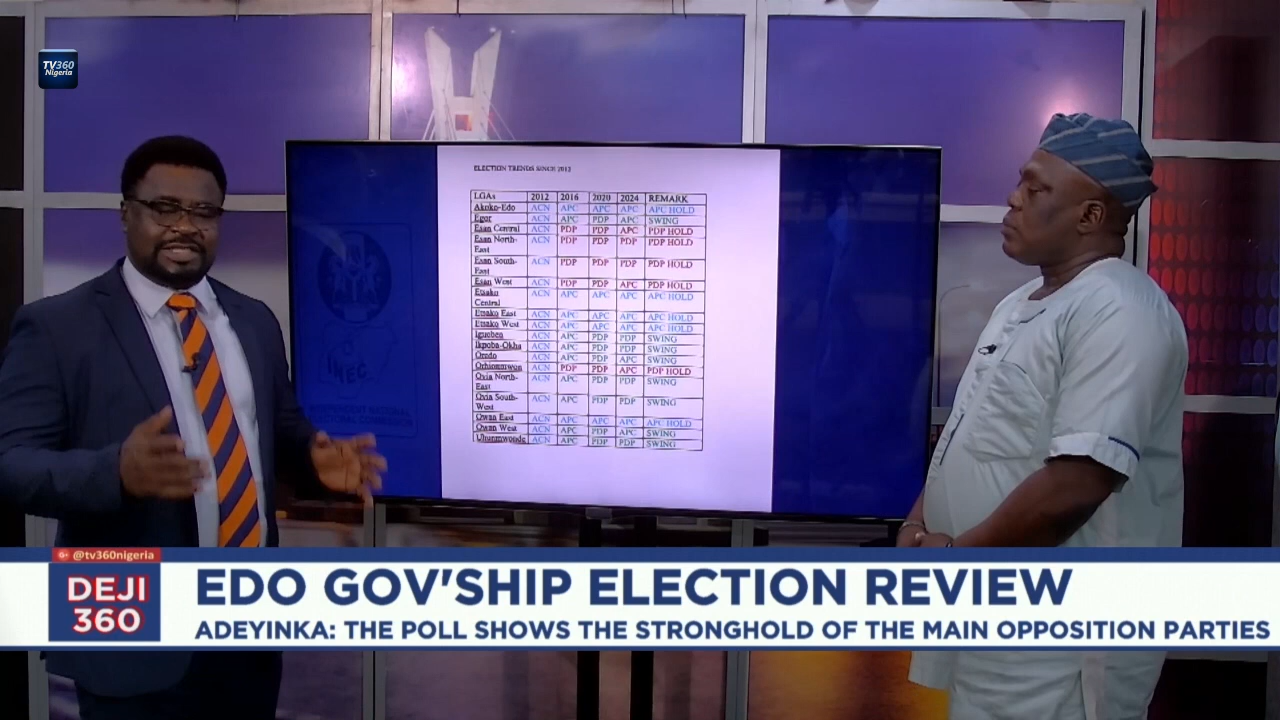 TV360
Nigeria
ELECTION TRENDS SINCE 2012
LGAs 2012 2016 2020 2024 REMARK
Akoko-Edo ACN APC APC APC APC HOLD
Egor ACN APC PDP APC SWING
Esan Central ACN PDP PDP APC PDP HOLD
Esan North-East ACN PDP PDP PDP PDP HOLD
Esan South-East ACN PDP PDP PDP PDP HOLD
Esan West ACN PDP PDP APC PDP HOLD
Etsako Central ACN APC APC APC APC HOLD
Etsako East ACN APC APC APC APC HOLD
Etsako West ACN APC APC APC APC HOLD
Igueben ACN APC PDP PDP SWING
Ikpoba-Okha ACN APC PDP PDP SWING
Oredo ACN APC PDP APC SWING
Orhionmwon ACN PDP PDP APC PDP HOLD
Ovia North-East ACN APC PDP PDP SWING
Ovia South-West ACN APC PDP PDP SWING
Owan East ACN APC APC APC APC HOLD
Owan West ACN APC PDP APC SWING
Uhunmwonde ACN APC PDP PDP SWING
INEC
INDEPENDENT NATIONAL
ELECTORAL COMMISSION
@tv360nigeria
DEJI
360
EDO GOV'SHIP ELECTION REVIEW
ADEYINKA: THE POLL SHOWS THE STRONGHOLD OF THE MAIN OPPOSITION PARTIES